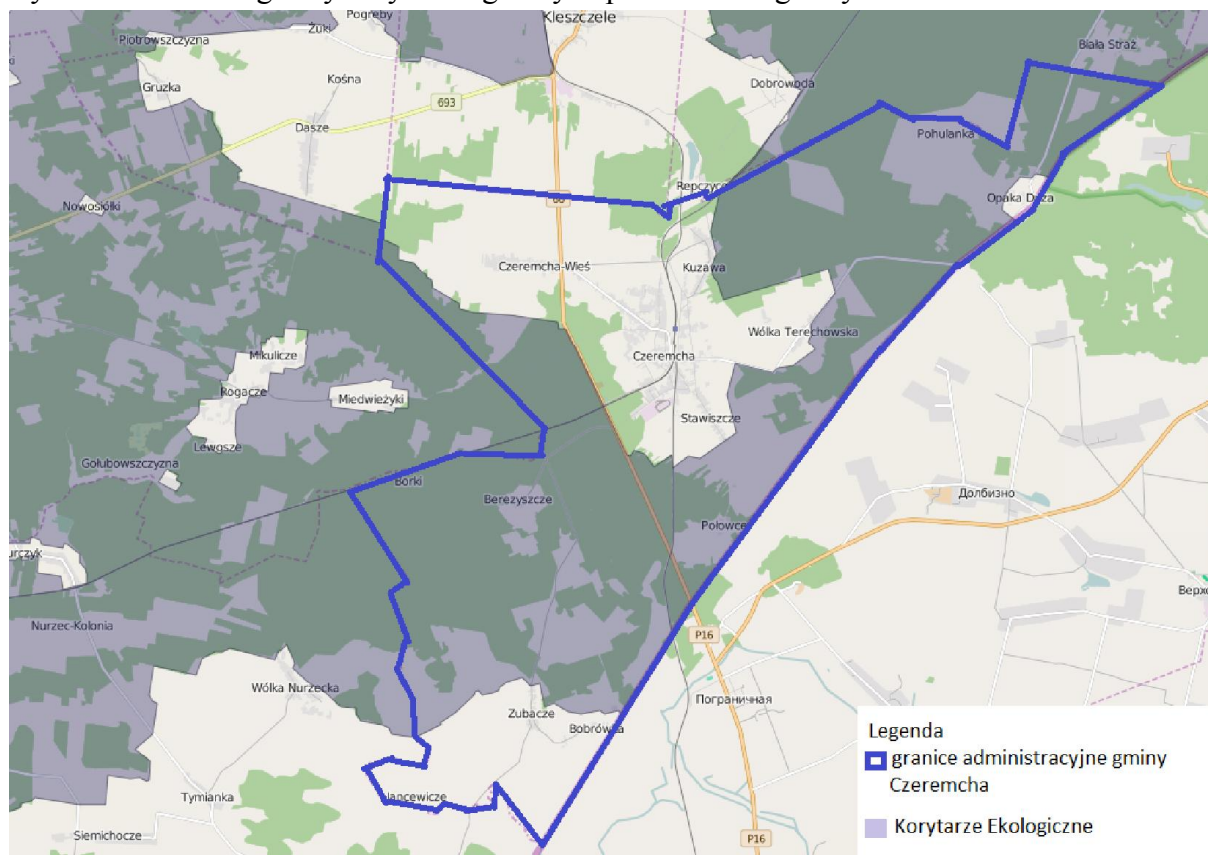 Pogreby
Kleszczele
Żuki
Piotrowszczyzna
Biała Straż
Kośna
Gruzka
Dobrowoda
693
Dasze
Pohulanka
Repczyce
Opaka Duża
Nowosiółki
66
Czeremcha-Wieś
Kuzawa
Wólka Terechowska
Mikulicze
Czeremcha
Rogacze
Miedwieżyki
Stawiszcze
Lewgsze
Gołubowszczyzna
Borki
Berezyszcze
Долбизно
Połowce
Nurzec-Kolonia
P16
Wólka Nurzecka
Пограничная
Zubacze
Bobrówka
Legenda
granice administracyjne gminy
Czeremcha
Jancewicze
Tymianka
Siemichocze
P16
Korytarze Ekologiczne